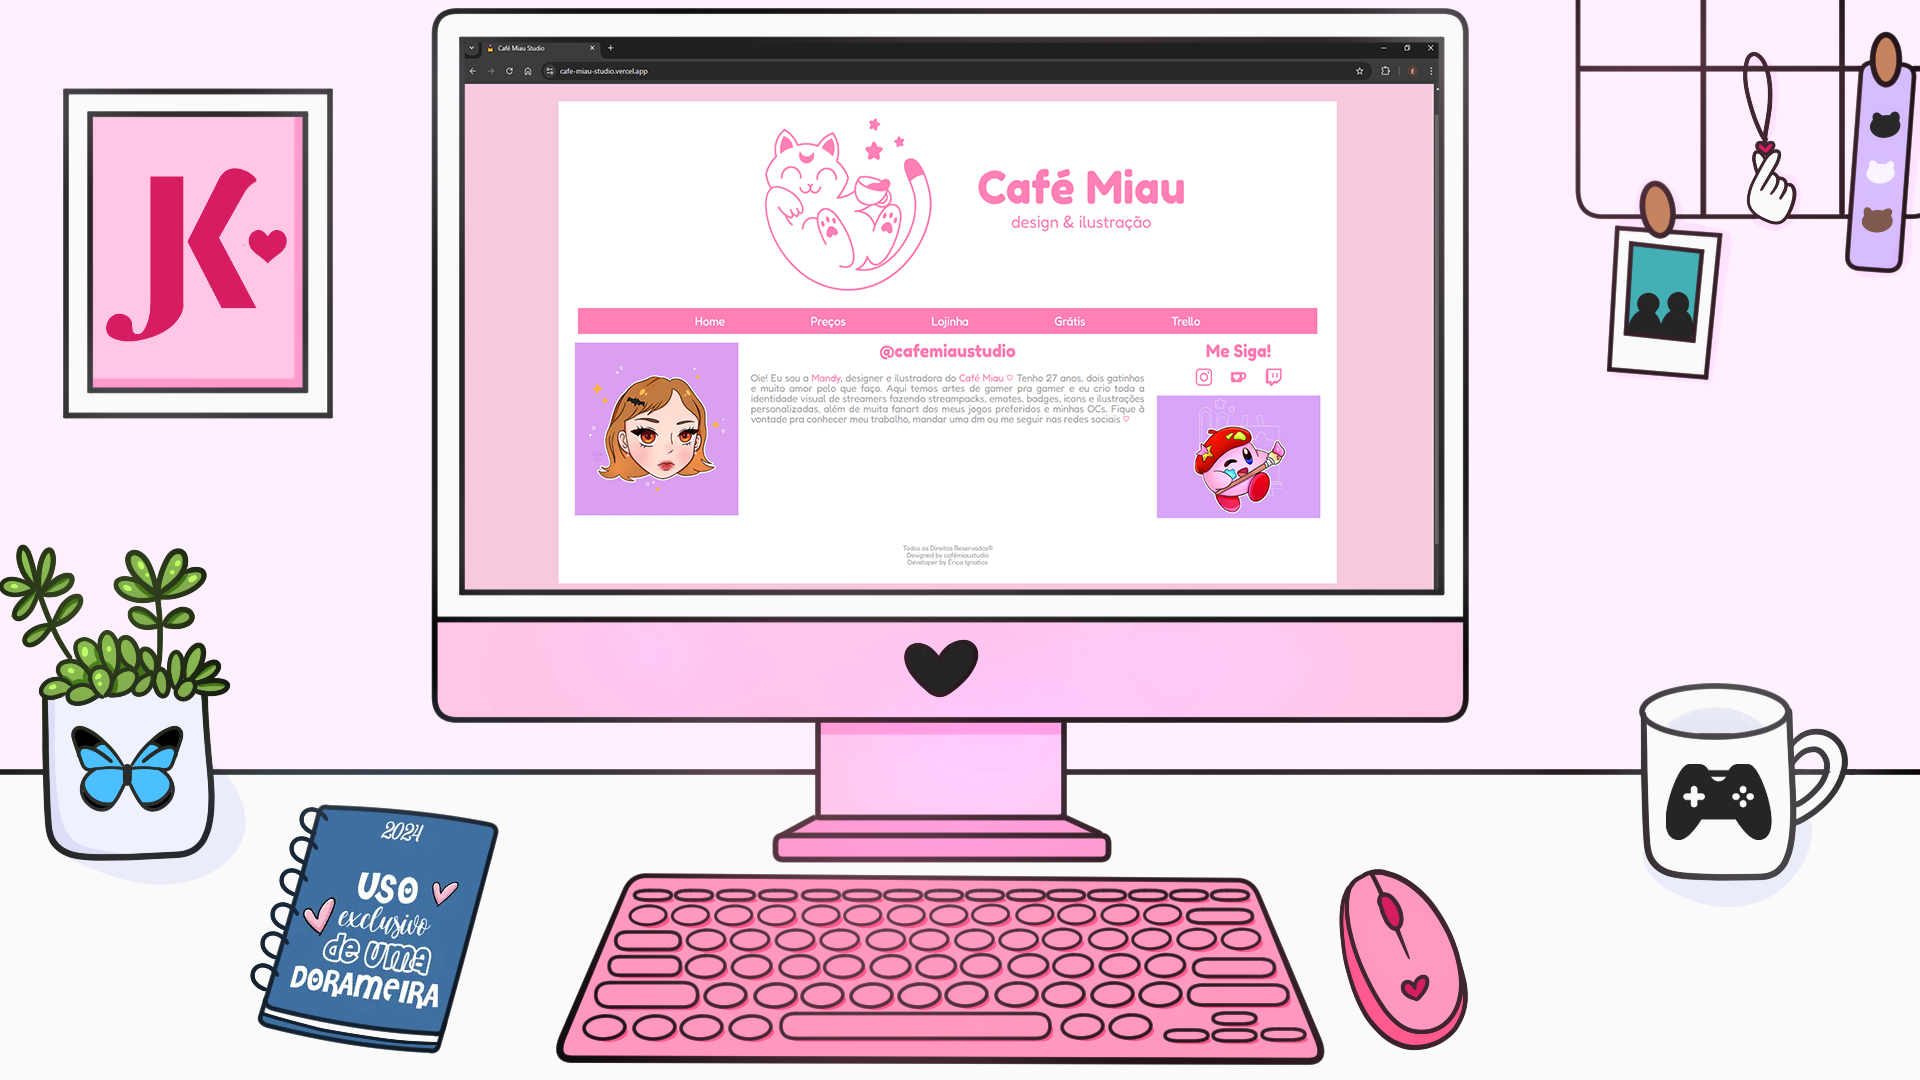 Café Miau Studio
cafe-miau-studio.vercel.app
JK
Café Miau
design & ilustração
Home Preços Lojinha Grátis Trello
@cafemiaustudio
Oie! Eu sou a Mandy, designer e ilustradora do Café Miau ♡ Tenho 27 anos, dois gatinhos
e muito amor pelo que faço. Aqui temos artes de gamer pra gamer e eu crio toda a
identidade visual de streamers fazendo streampacks, emotes, badges, icons e ilustrações
personalizadas, além de muita fanart dos meus jogos preferidos e minhas OCs. Fique à
vontade pra conhecer meu trabalho, mandar uma dm ou me seguir nas redes sociais ♡
Me Siga!
Todos os Direitos Reservados©
Designed by cafémiaustudio
Developer by Érica Ignatios
2024
USO
exclusivo
de uma
DORAMEIRA